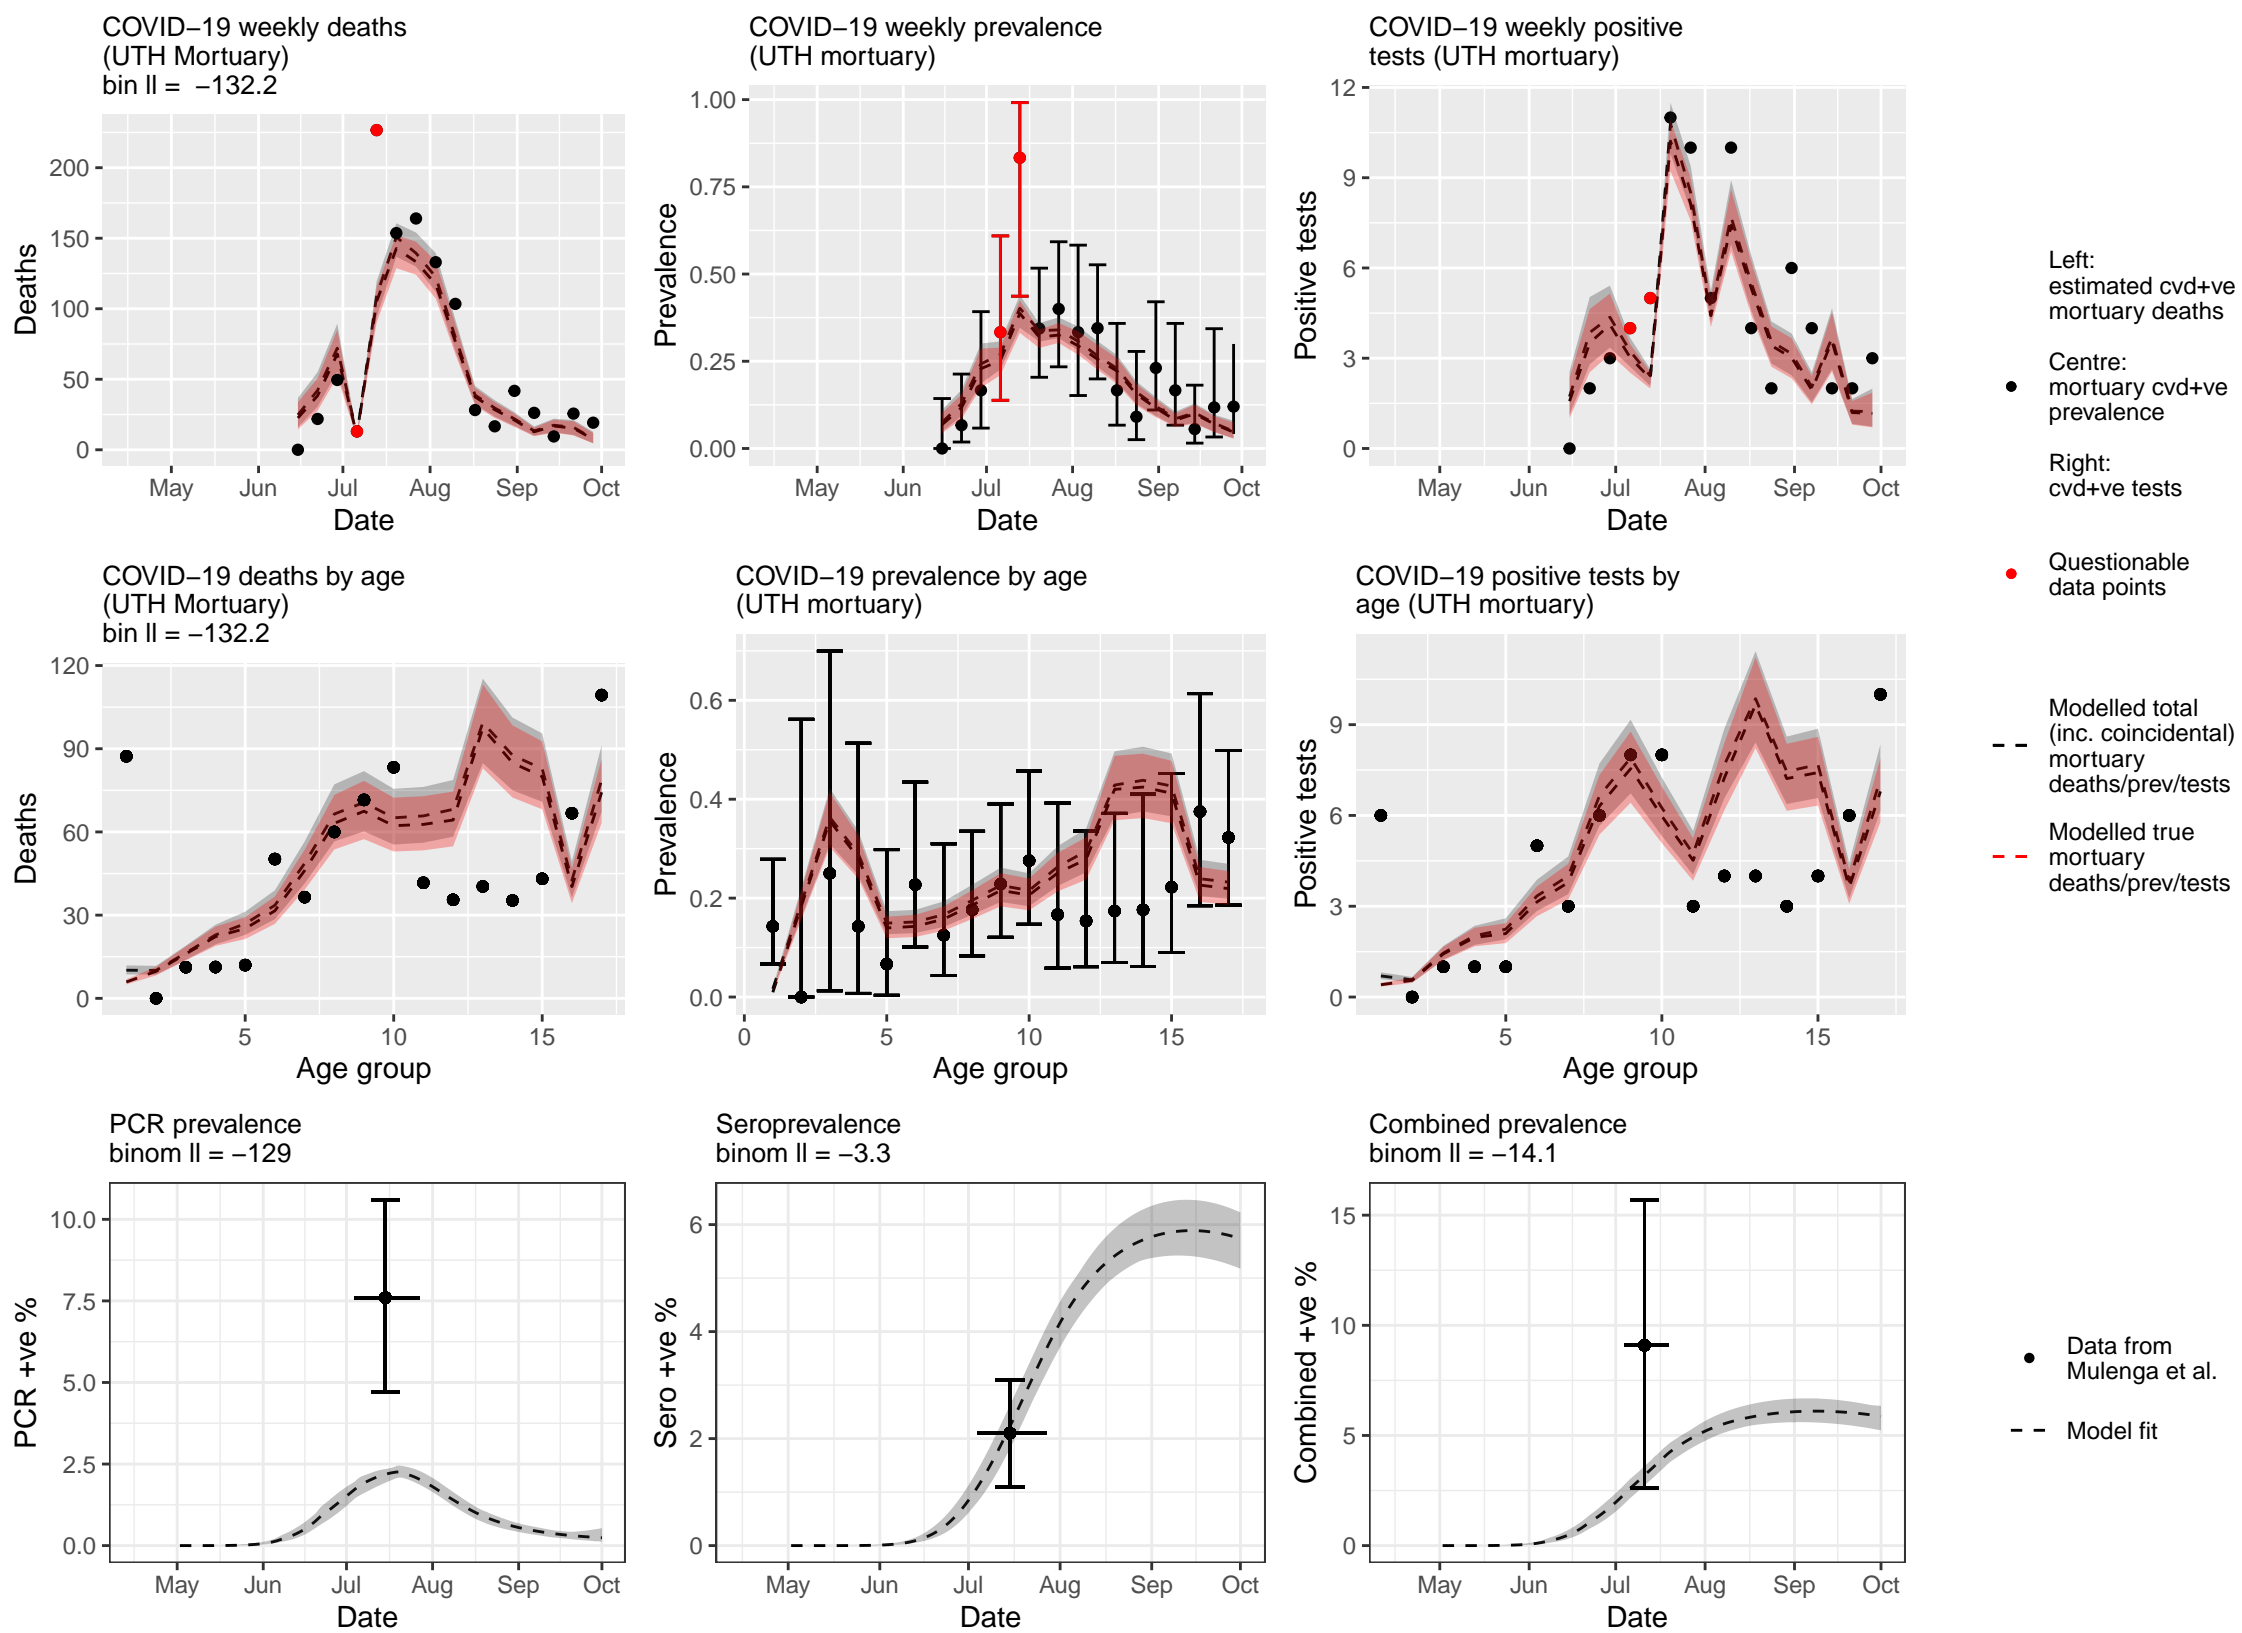 COVID−19 weekly deaths
(UTH Mortuary)
bin ll =  −132.2
Deaths
200
150
100
50
0
May Jun Jul Aug Sep Oct
Date
COVID−19 weekly prevalence
(UTH mortuary)
Prevalence
1.00
0.75
0.50
0.25
0.00
May Jun Jul Aug Sep Oct
Date
COVID−19 weekly positive
tests (UTH mortuary)
Positive tests
12
9
6
3
0
May Jun Jul Aug Sep Oct
Date
Left:
estimated cvd+ve
mortuary deaths
Centre:
mortuary cvd+ve
prevalence
Right:
cvd+ve tests
Questionable
data points
COVID−19 deaths by age
(UTH Mortuary)
bin ll = −132.2
Deaths
120
90
60
30
0
5 10 15
Age group
COVID−19 prevalence by age
(UTH mortuary)
Prevalence
0.6
0.4
0.2
0.0
0 5 10 15
Age group
COVID−19 positive tests by
age (UTH mortuary)
Positive tests
9
6
3
0
5 10 15
Age group
Modelled total
(inc. coincidental)
mortuary
deaths/prev/tests
Modelled true
mortuary
deaths/prev/tests
PCR prevalence
binom ll = −129
PCR +ve %
10.0
7.5
5.0
2.5
0.0
May Jun Jul Aug Sep Oct
Date
Seroprevalence
binom ll = −3.3
Sero +ve %
6
4
2
0
May Jun Jul Aug Sep Oct
Date
Combined prevalence
binom ll = −14.1
Combined +ve %
15
10
5
0
May Jun Jul Aug Sep Oct
Date
Data from
Mulenga et al.
Model fit